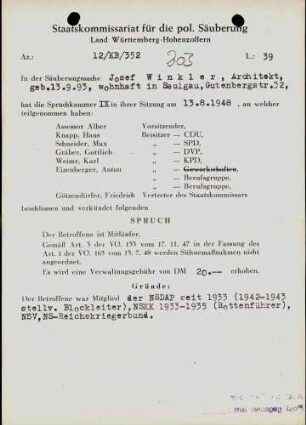 Staatskommissariat für die pol. Säuberung
Land Württemberg-Hohenzollern
Az.: 12/KB/352 203 L.: 39
In der Säuberungssache Josef Winkler, Architekt,
geb.13.9.93, wohnhaft in Saulgau, Gutenbergstr.32,
hat die Spruchkammer IX in ihrer Sitzung am 13.8.1948, an welcher
teilgenommen haben:
Assessor Alber Vorsitzender,
Knapp, Hans Beisitzer — CDU,
Schneider, Max „ — SPD,
Gräber, Gottlieb „ — DVP,
Weimer, Karl „ — KPD,
Eizenberger, Anton „ — Gewerkschaften,
„ — Berufsgruppe,
„ — Berufsgruppe,
Götzendörfer, Friedrich Vertreter des Staatskommissars
beschlossen und verkündet folgenden
SPRUCH
Der Betroffene ist Mitläufer.
Gemäß Art. 3 der VO. 133 vom 17. 11. 47 in der Fassung des
Art. 1 der VO. 165 vom 13. 7. 48 werden Sühnemaßnahmen nicht
angeordnet.
Es wird eine Verwaltungsgebühr von DM 20.-- erhoben.
Gründe:
Der Betroffene war Mitglied der NSDAP seit 1933 (1942-1943
stellv. Blockleiter), NSKK 1933-1935 (Rottenführer),
NSV,NS-Reichskriegerbund.